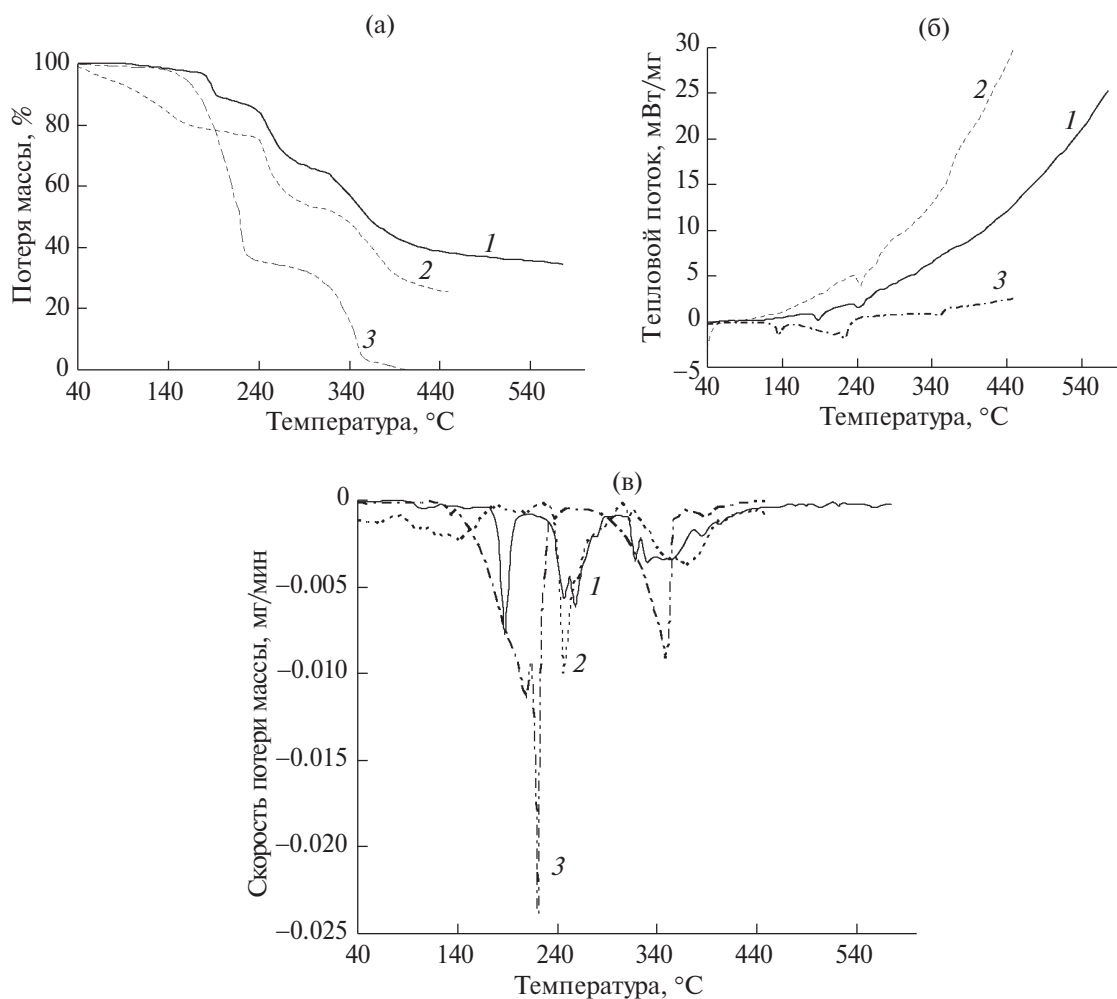 (а)
Потеря массы, %
100
80
60
40
20
0
40 140 240 340 440 540
Температура, °C
1
2
3
(б)
Тепловой поток, мВт/мг
30
25
20
15
10
5
0
−5
40 140 240 340 440 540
Температура, °C
2
1
3
(в)
Скорость потери массы, мг/мин
0
−0.005
−0.010
−0.015
−0.020
−0.025
40 140 240 340 440 540
Температура, °C
1
2
3